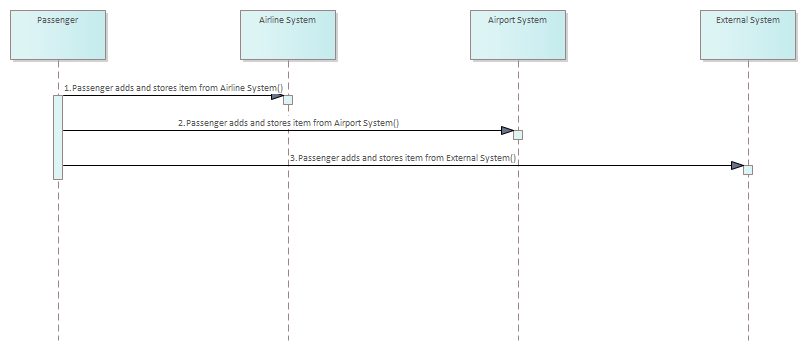 Passenger
Airline System
Airport System
External System
1.Passenger adds and stores item from Airline System()
2.Passenger adds and stores item from Airport System()
3.Passenger adds and stores item from External System()